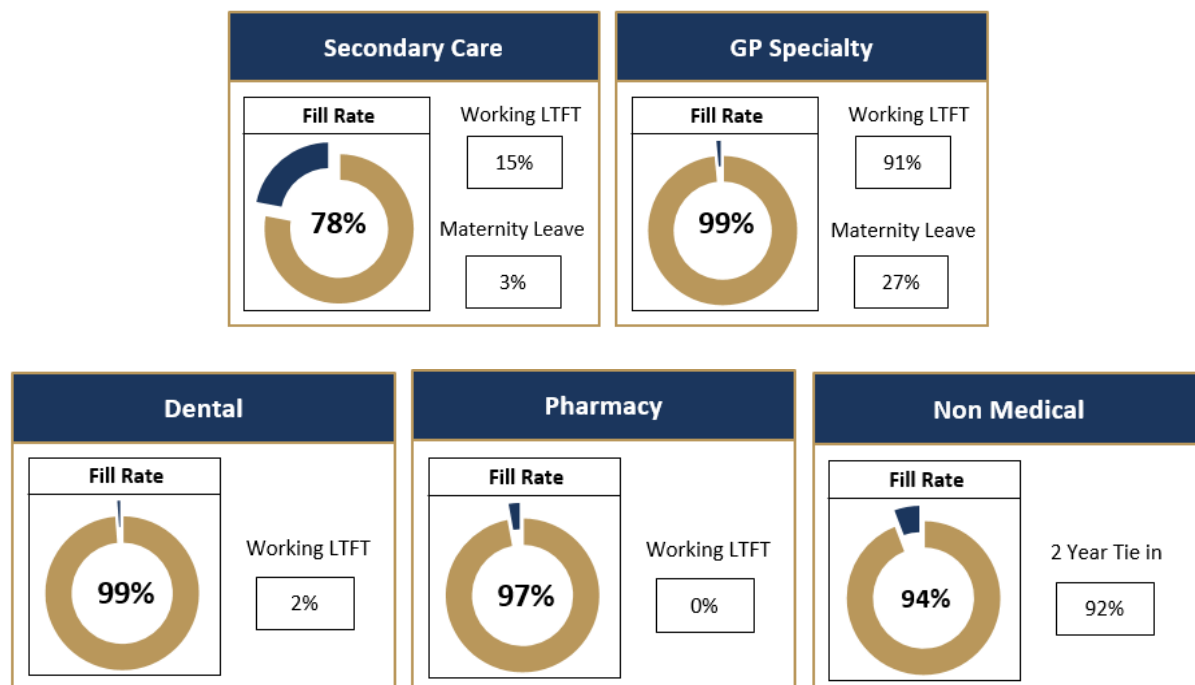 Secondary Care
Fill Rate
78%
Working LTFT
15%
Maternity Leave
3%
GP Specialty
Fill Rate
99%
Working LTFT
91%
Maternity Leave
27%
Dental
Fill Rate
99%
Working LTFT
2%
Pharmacy
Fill Rate
97%
Working LTFT
0%
Non Medical
Fill Rate
94%
2 Year Tie in
92%